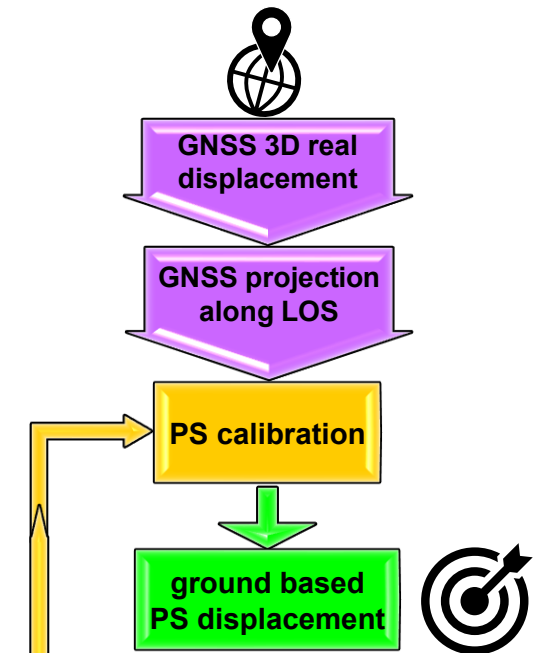 GNSS 3D real
displacement
GNSS projection
along LOS
PS calibration
ground based
PS displacement